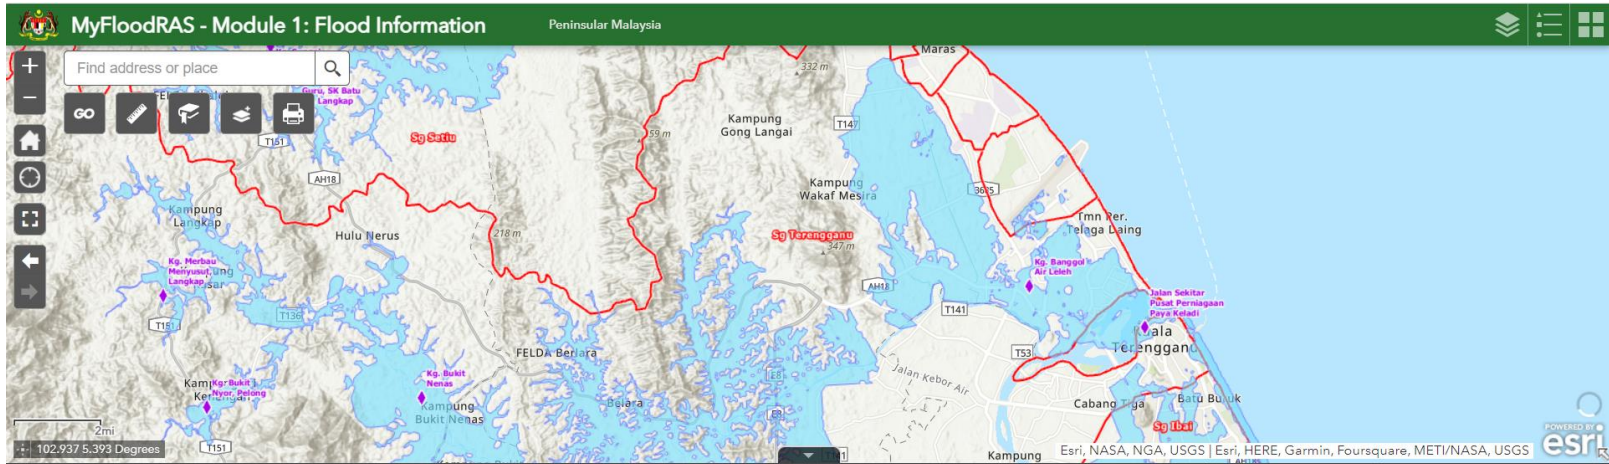 MyFloodRAS - Module 1: Flood Information
Peninsular Malaysia
Find address or place
GO
Maras
332 m
Guru, SK Batu
Langkap
T151
Sg Setiu
59 m
Kampung
Gong Langai
T147
AH18
Kampung
Wakaf Mesira
3685
Kampung
Langkap
Hulu Nerus
218 m
Sg Terengganu
347 m
Tmn Per.
Telaga Daing
Kg. Merbau
Menyusut,
Langkap
Kg. Banggol
Air Leleh
AH18
Jalan Sekitar
Pusat Perniagaan
Paya Keladi
T136
T151
T141
Kuala
Terengganu
T53
FELDA Berlara
Jalan Kebor Air
Kg. Bukit
Nenas
Kg. Bukit
Nyor, Pelong
Kampung
Bukit Nenas
Belara
E8
E8
Cabang Tiga
Batu Buruk
Sg Ibai
2mi
102.937 5.393 Degrees
T151
T141
Kampung
Esri, NASA, NGA, USGS | Esri, HERE, Garmin, Foursquare, METI/NASA, USGS
POWERED BY
esri